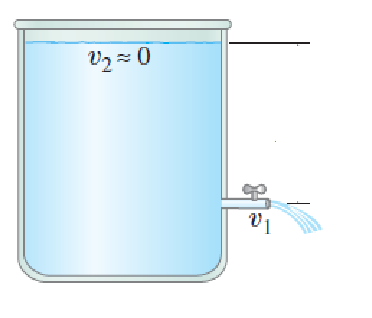 v₂ ≈ 0
v₁